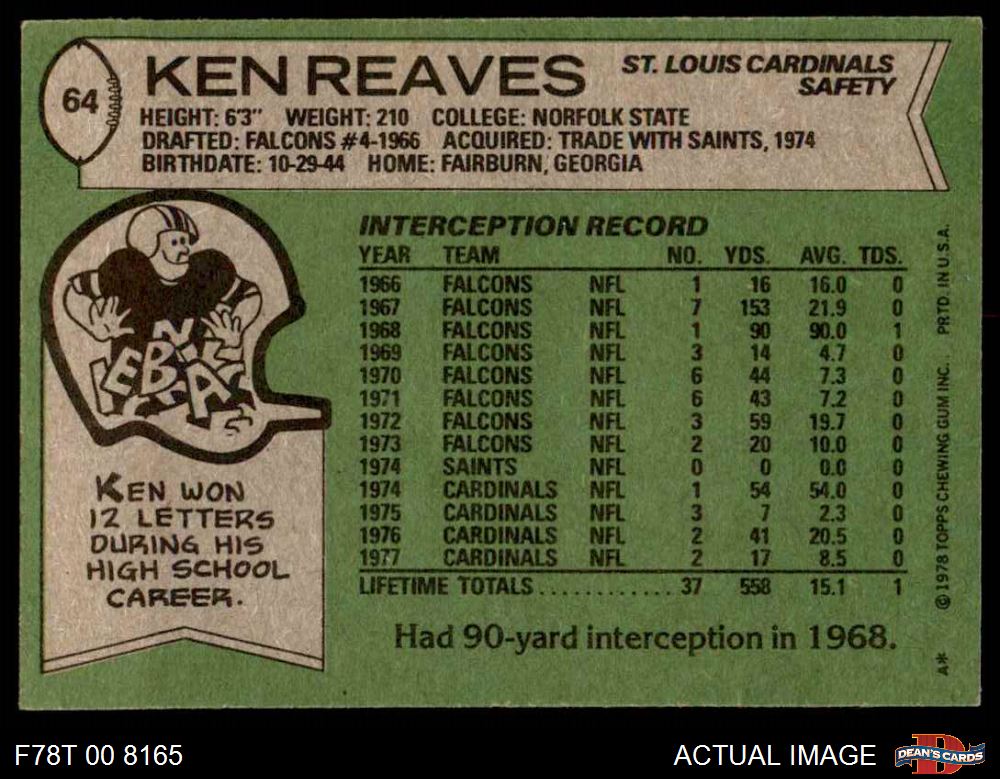 64
KEN REAVES
ST. LOUIS CARDINALS
SAFETY
HEIGHT: 6'3" WEIGHT: 210 COLLEGE: NORFOLK STATE
DRAFTED: FALCONS #4-1966 ACQUIRED: TRADE WITH SAINTS, 1974
BIRTHDATE: 10-29-44 HOME: FAIRBURN, GEORGIA
INTERCEPTION RECORD
YEAR TEAM NO. YDS. AVG. TDS.
1966 FALCONS NFL 1 16 16.0 0
1967 FALCONS NFL 7 153 21.9 0
1968 FALCONS NFL 1 90 90.0 1
1969 FALCONS NFL 3 14 4.7 0
1970 FALCONS NFL 6 44 7.3 0
1971 FALCONS NFL 6 43 7.2 0
1972 FALCONS NFL 3 59 19.7 0
1973 FALCONS NFL 2 20 10.0 0
1974 SAINTS NFL 0 0 0.0 0
1974 CARDINALS NFL 1 54 54.0 0
1975 CARDINALS NFL 3 7 2.3 0
1976 CARDINALS NFL 2 41 20.5 0
1977 CARDINALS NFL 2 17 8.5 0
LIFETIME TOTALS............ 37 558 15.1 1
Had 90-yard interception in 1968.
KEN WON
12 LETTERS
DURING HIS
HIGH SCHOOL
CAREER.
A* © 1978 TOPPS CHEWING GUM INC. PRTD. IN U.S.A.
F78T 00 8165
ACTUAL IMAGE
DEAN'S CARDS